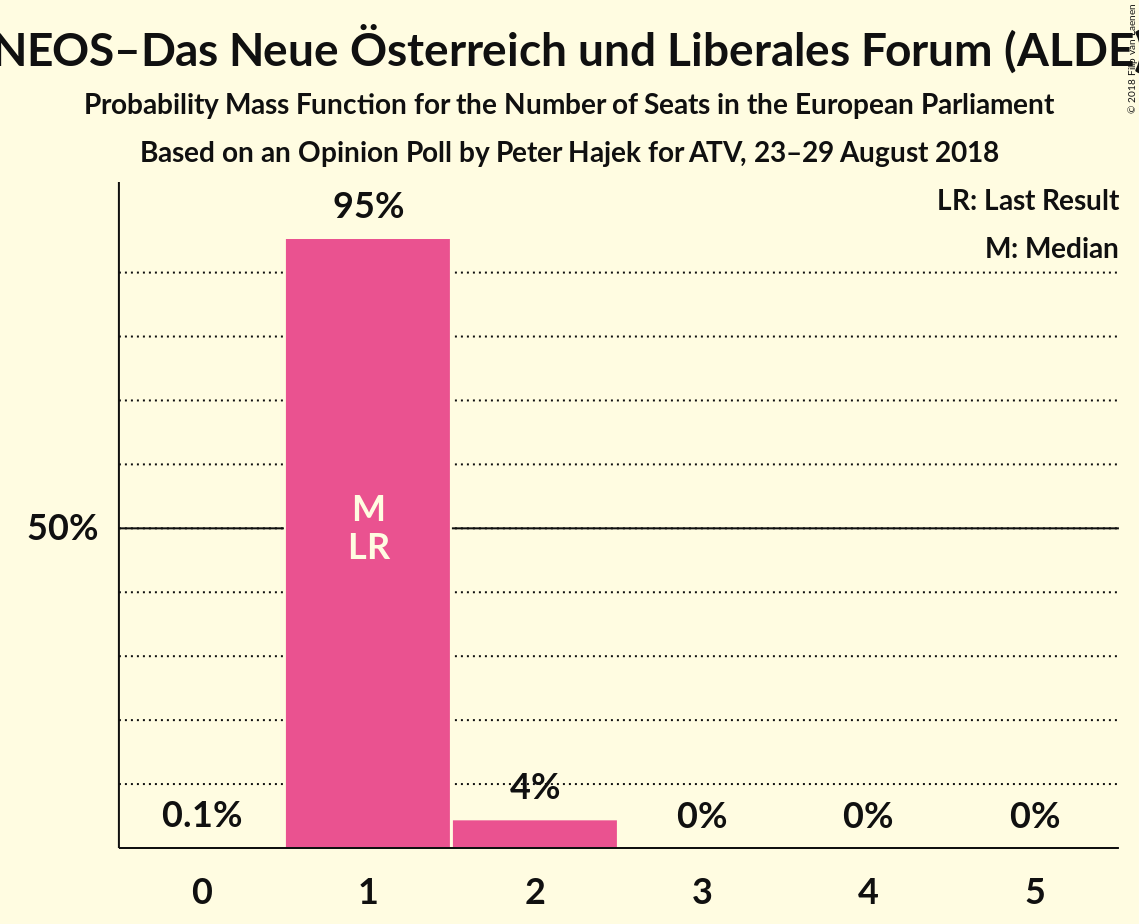 NEOS–Das Neue Österreich und Liberales Forum (ALDE)
Probability Mass Function for the Number of Seats in the European Parliament
Based on an Opinion Poll by Peter Hajek for ATV, 23–29 August 2018
© 2018 Filip van Laenen
LR: Last Result
M: Median
95%
M
LR
50%
0.1%
4%
0%
0%
0%
0
1
2
3
4
5